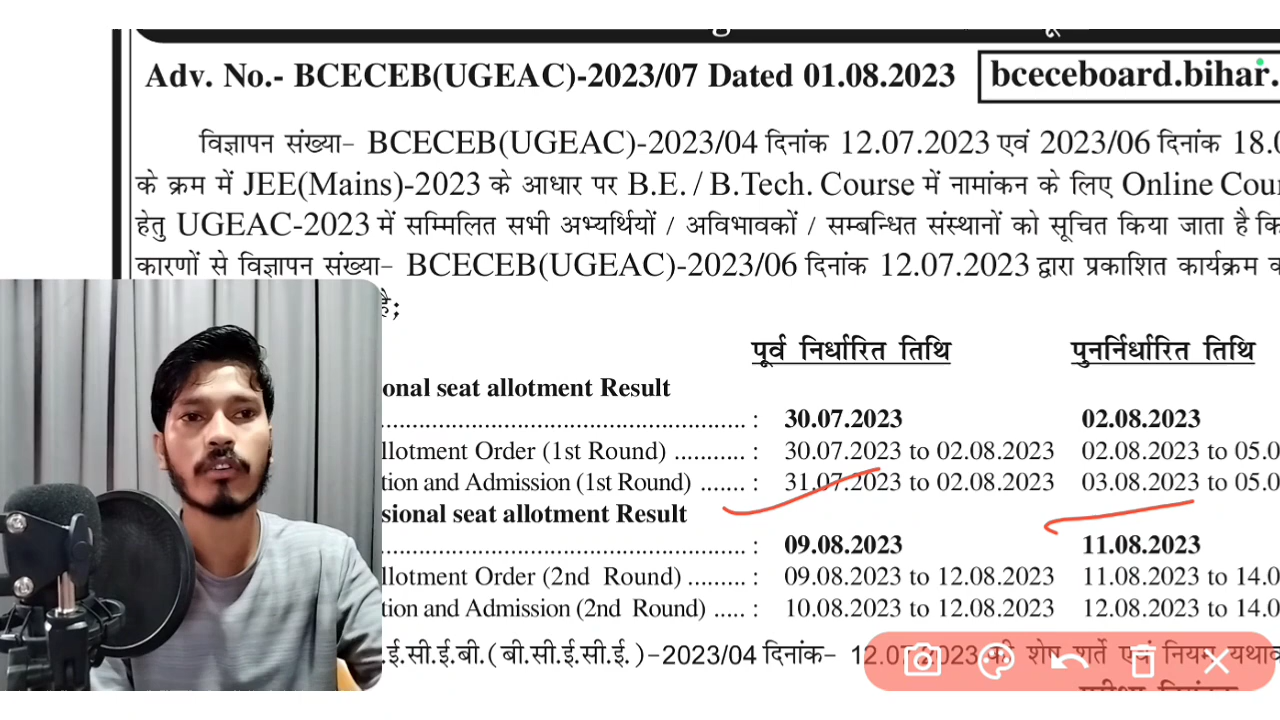 Adv. No.- BCECEB(UGEAC)-2023/07 Dated 01.08.2023 bceceboard.bihar.
विज्ञापन संख्या- BCECEB(UGEAC)-2023/04 दिनांक 12.07.2023 एवं 2023/06 दिनांक 18.0
के क्रम में JEE(Mains)-2023 के आधार पर B.E. / B.Tech. Course में नामांकन के लिए Online Cou
हेतु UGEAC-2023 में सम्मिलित सभी अभ्यर्थियों / अविभावकों / सम्बन्धित संस्थानों को सूचित किया जाता है कि
कारणों से विज्ञापन संख्या- BCECEB(UGEAC)-2023/06 दिनांक 12.07.2023 द्वारा प्रकाशित कार्यक्रम
है;
पूर्व निर्धारित तिथि पुनर्निर्धारित तिथि
onal seat allotment Result
: 30.07.2023 02.08.2023
llotment Order (1st Round) ........... : 30.07.2023 to 02.08.2023 02.08.2023 to 05.0
tion and Admission (1st Round) ....... : 31.07.2023 to 02.08.2023 03.08.2023 to 05.0
sional seat allotment Result
: 09.08.2023 11.08.2023
llotment Order (2nd Round) ......... : 09.08.2023 to 12.08.2023 11.08.2023 to 14.0
tion and Admission (2nd Round) ..... : 10.08.2023 to 12.08.2023 12.08.2023 to 14.0
.ई.सी.ई.बी.(बी.सी.ई.सी.ई.)-2023/04 दिनांक- 12.07.2023 की शेष शर्ते एवं नियम यथाव